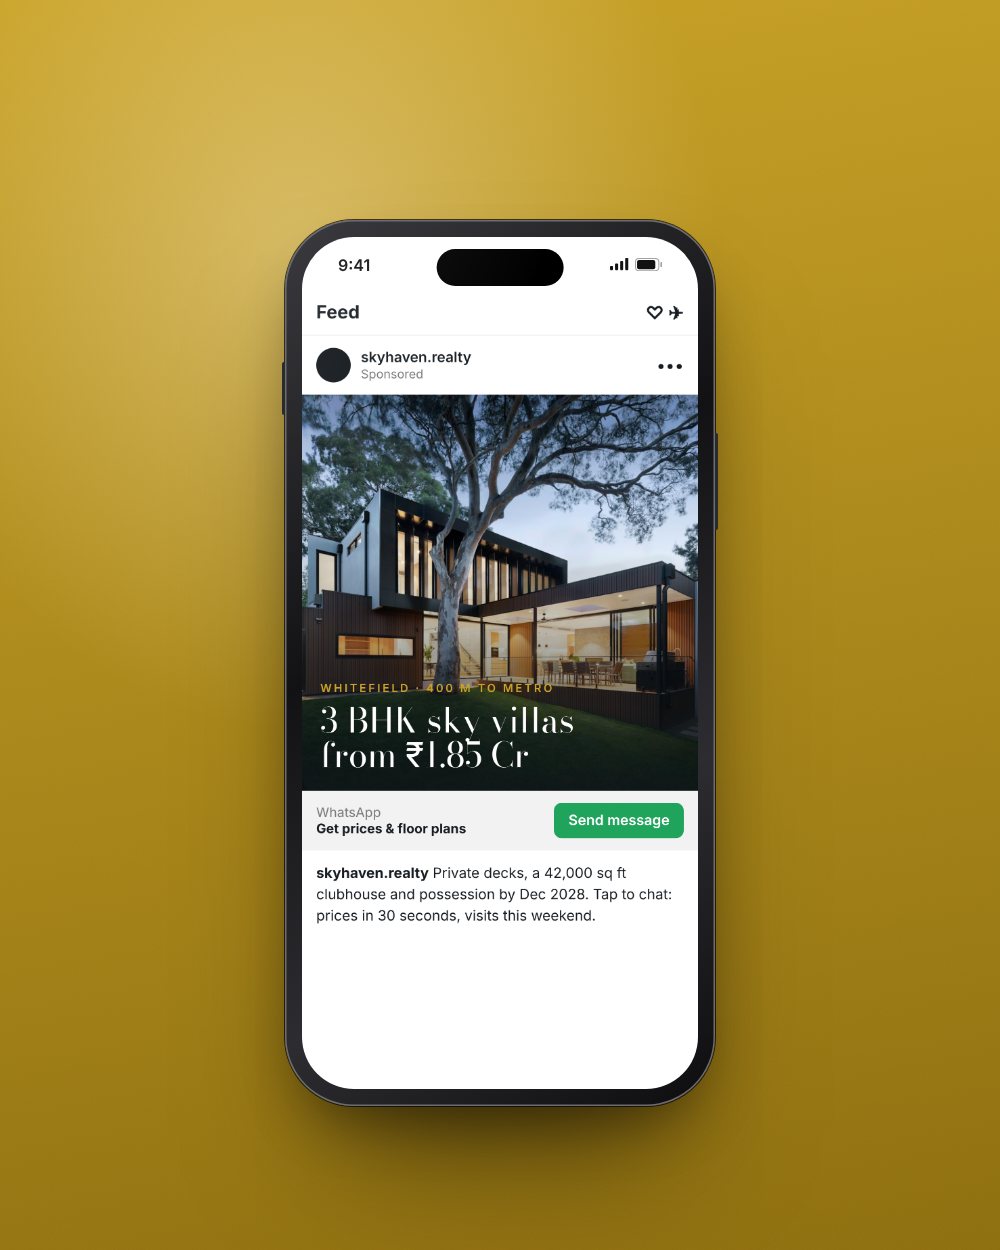 9:41
Feed
skyhaven.realty
Sponsored
WHITEFIELD · 400 M TO METRO
3 BHK sky villas
from ₹1.85 Cr
WhatsApp
Get prices & floor plans
Send message
skyhaven.realty Private decks, a 42,000 sq ft
clubhouse and possession by Dec 2028. Tap to chat:
prices in 30 seconds, visits this weekend.